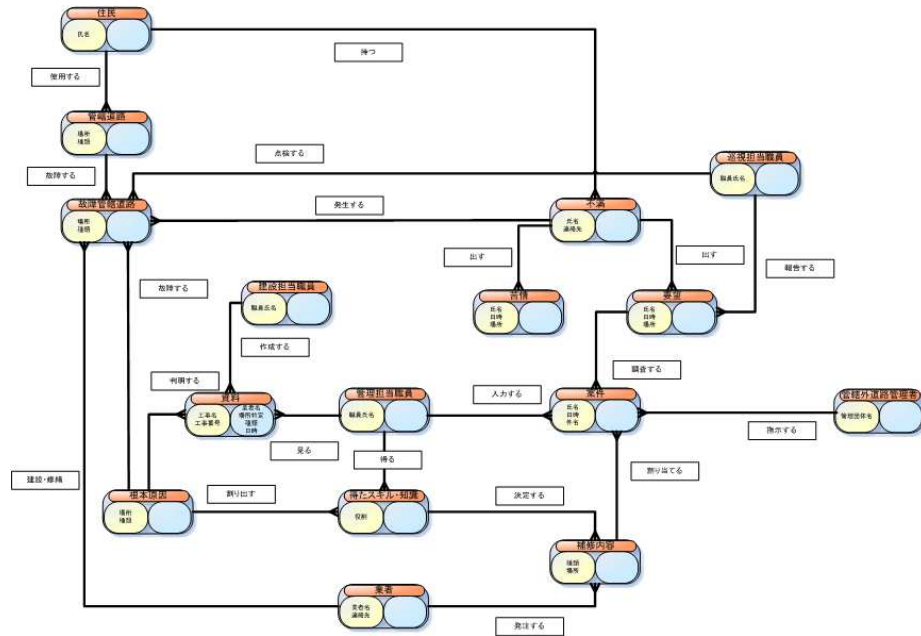 住民
氏名
持つ
使用する
管轄道路
場所
種類
点検する
巡視担当職員
職員氏名
故障する
故障管轄道路
場所
種類
発生する
不満
氏名
連絡先
出す
出す
報告する
故障する
建設担当職員
職員氏名
苦情
氏名
日時
場所
要望
氏名
日時
場所
作成する
判明する
調査する
資料
工事名
工事番号
業者名
場所特定
種類
日時
管理担当職員
職員氏名
入力する
案件
氏名
日時
件名
管轄外道路管理者
管理団体名
指示する
見る
得る
割り当てる
建設・修繕
根本原因
場所
種類
割り出す
得たスキル・知識
役割
決定する
補修内容
種類
場所
業者
業者名
連絡先
発注する